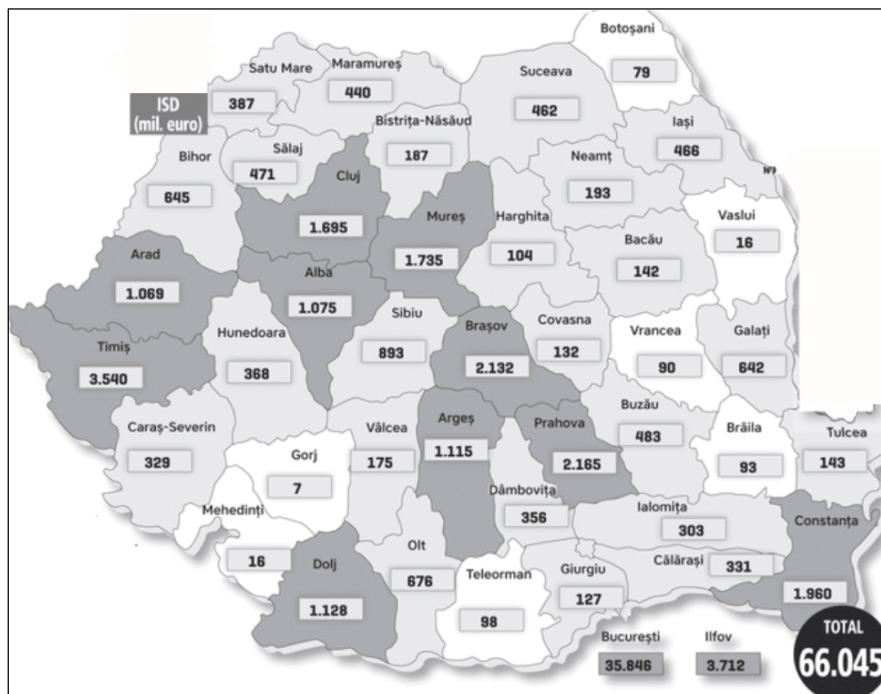 Botoșani
79
Satu Mare
387
Maramureș
440
Suceava
462
ISD
(mil. euro)
Bistrița-Năsăud
187
Iași
466
Bihor
645
Sălaj
471
Cluj
1.695
Neamț
193
Mureș
1.735
Harghita
104
Vaslui
16
Bacău
142
Arad
1.069
Alba
1.075
Timiș
3.540
Hunedoara
368
Sibiu
893
Brașov
2.132
Covasna
132
Vrancea
90
Galați
642
Caraș-Severin
329
Gorj
7
Vâlcea
175
Argeș
1.115
Prahova
2.165
Buzău
483
Brăila
93
Tulcea
143
Mehedinți
16
Dâmbovița
356
Ialomița
303
Constanța
1.960
Dolj
1.128
Olt
676
Teleorman
98
Giurgiu
127
Călărași
331
București
35.846
Ilfov
3.712
TOTAL
66.045